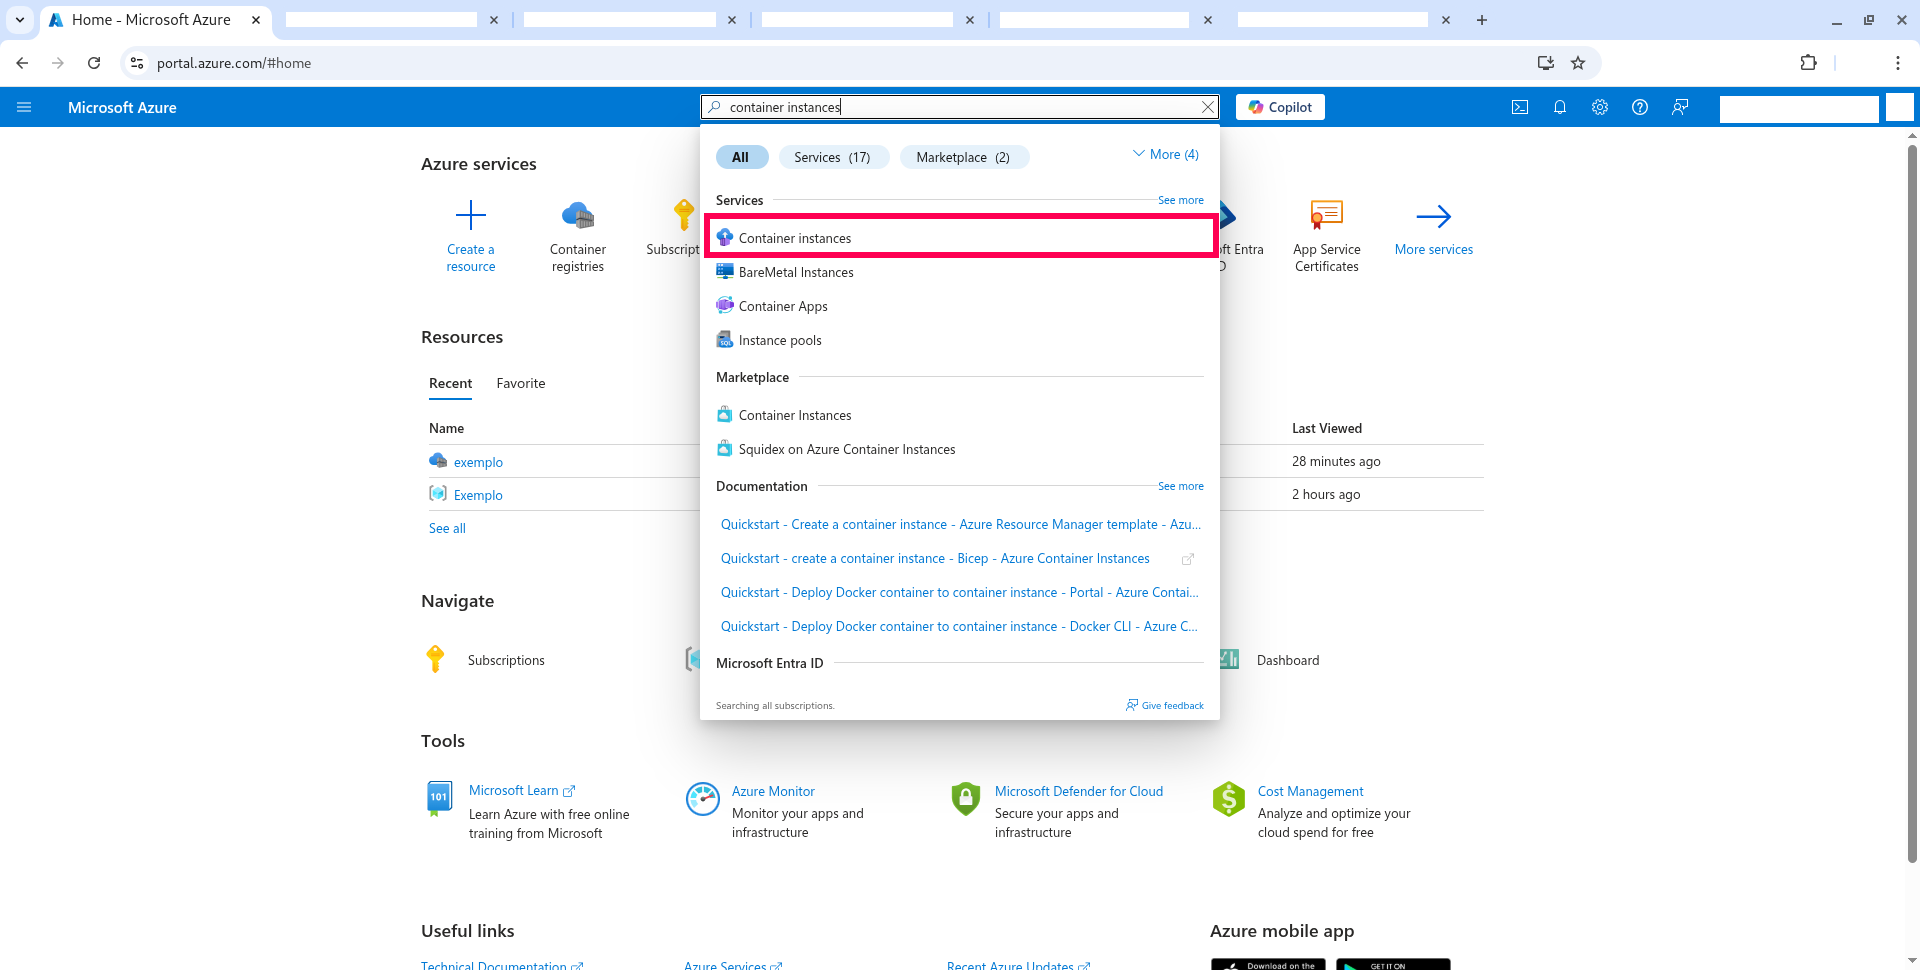 Home - Microsoft Azure
portal.azure.com/#home
Microsoft Azure
container instances
Copilot
All
Services (17)
Marketplace (2)
More (4)
Services
See more
Container instances
BareMetal Instances
Container Apps
Instance pools
Marketplace
Container Instances
Squidex on Azure Container Instances
Documentation
See more
Quickstart - Create a container instance - Azure Resource Manager template - Azu...
Quickstart - create a container instance - Bicep - Azure Container Instances
Quickstart - Deploy Docker container to container instance - Portal - Azure Contai...
Quickstart - Deploy Docker container to container instance - Docker CLI - Azure C...
Microsoft Entra ID
Searching all subscriptions.
Give feedback
Azure services
Create a
resource
Container
registries
Subscript
ft Entra
D
App Service
Certificates
More services
Resources
Recent
Favorite
Name
Last Viewed
exemplo
28 minutes ago
Exemplo
2 hours ago
See all
Navigate
Subscriptions
Dashboard
Tools
101
Microsoft Learn
Learn Azure with free online
training from Microsoft
Azure Monitor
Monitor your apps and
infrastructure
Microsoft Defender for Cloud
Secure your apps and
infrastructure
Cost Management
Analyze and optimize your
cloud spend for free
Useful links
Azure mobile app
Technical Documentation
Azure Services
Recent Azure Updates
Download on the
GET IT ON